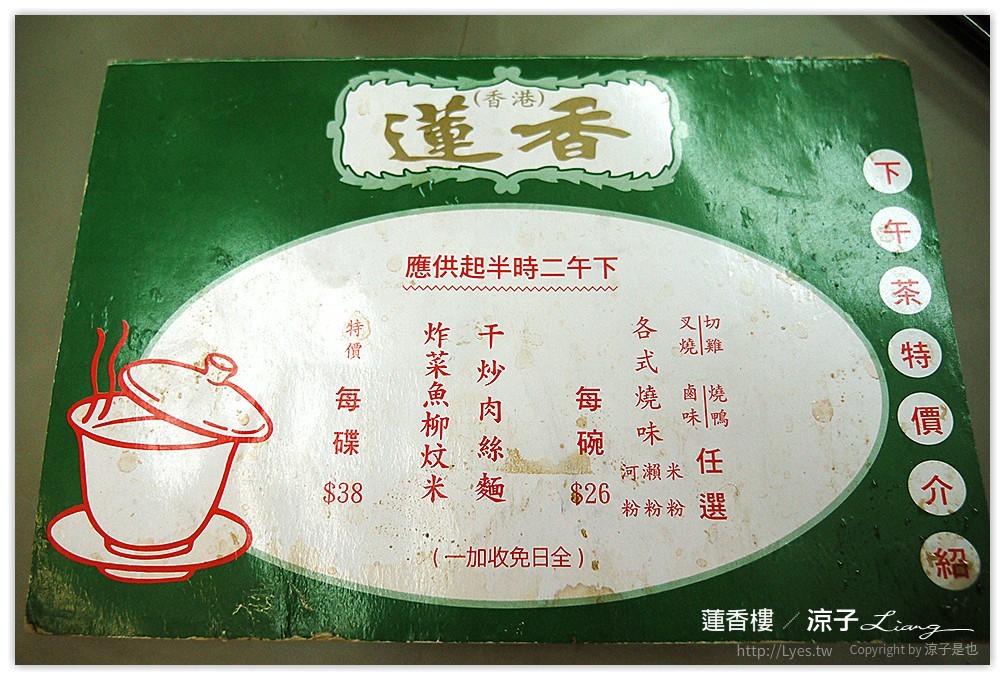 (香港)
蓮香
下午茶特價介紹
下午二時半起供應
切雞
叉燒
燒鴨
鹵味
任選
各式燒味
米粉
瀨粉
河粉
每碗
$26
干炒肉絲麵
炸菜魚柳炆米
特價
每碟
$38
(全日免收加一)
蓮香樓 / 涼子 Liang
http://Lyes.tw Copyright by 涼子是也